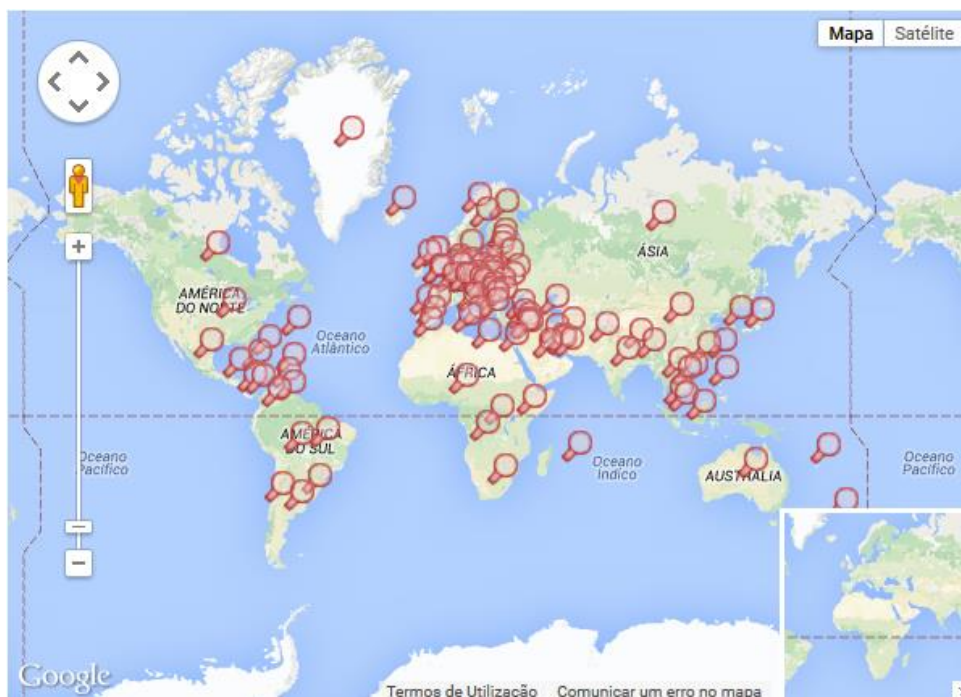 Mapa
Satélite
ÁSIA
AMÉRICA
DO NORTE
Oceano
Atlântico
ÁFRICA
Oceano
Pacífico
AMÉRICA
DO SUL
Oceano
Índico
AUSTRÁLIA
Oceano
Pacífico
Google
Termos de Utilização
Comunicar um erro no mapa